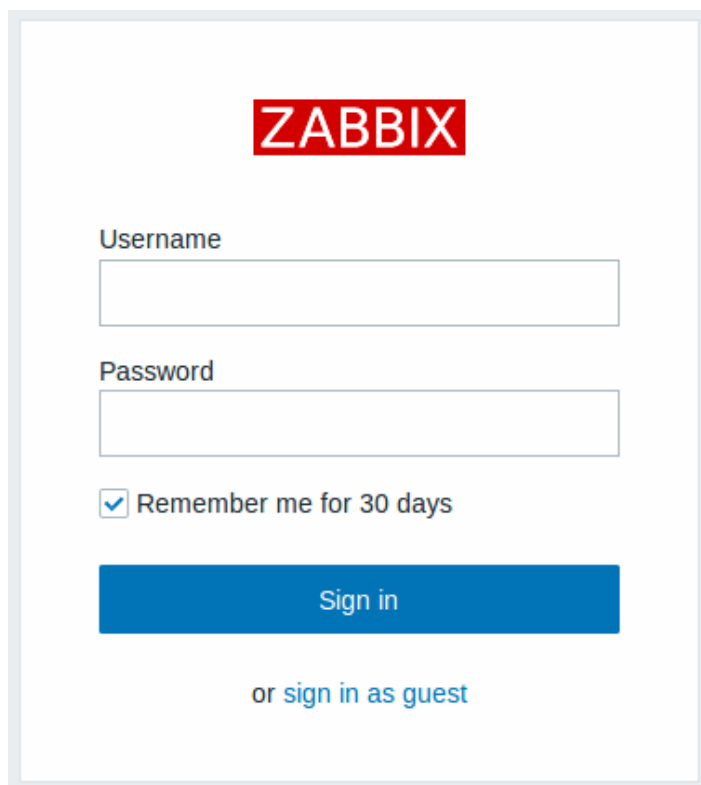 ZABBIX
Username
Password
Remember me for 30 days
Sign in
or sign in as guest